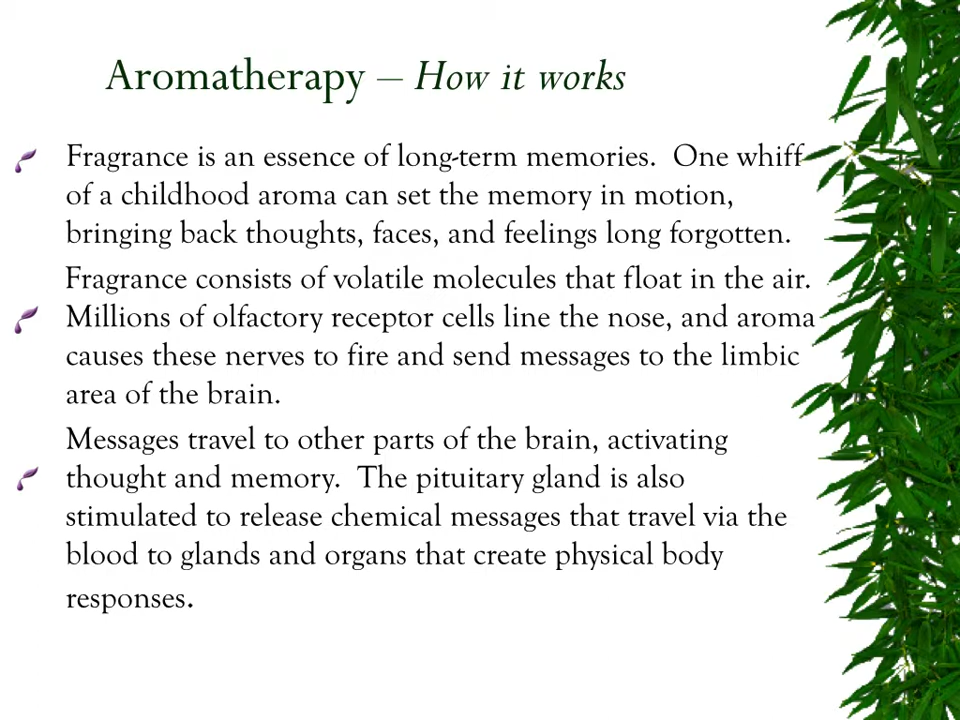 Aromatherapy – How it works
Fragrance is an essence of long-term memories.  One whiff
of a childhood aroma can set the memory in motion,
bringing back thoughts, faces, and feelings long forgotten.
Fragrance consists of volatile molecules that float in the air.
Millions of olfactory receptor cells line the nose, and aroma
causes these nerves to fire and send messages to the limbic
area of the brain.
Messages travel to other parts of the brain, activating
thought and memory.  The pituitary gland is also
stimulated to release chemical messages that travel via the
blood to glands and organs that create physical body
responses.